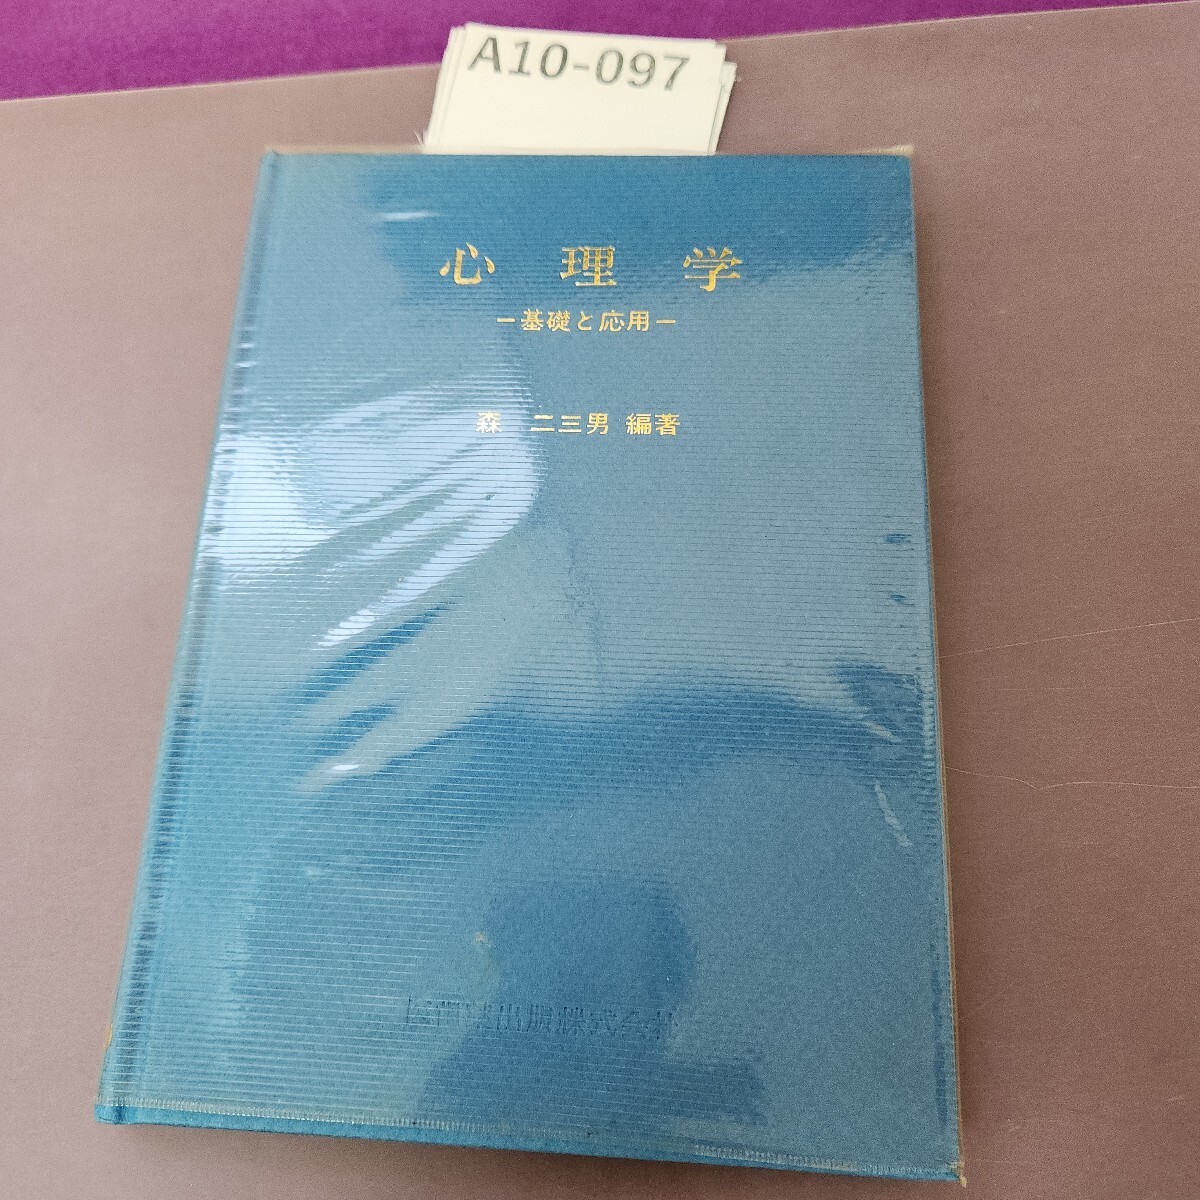 A10-097
心理学
ー基礎と応用ー
森 二三男 編著